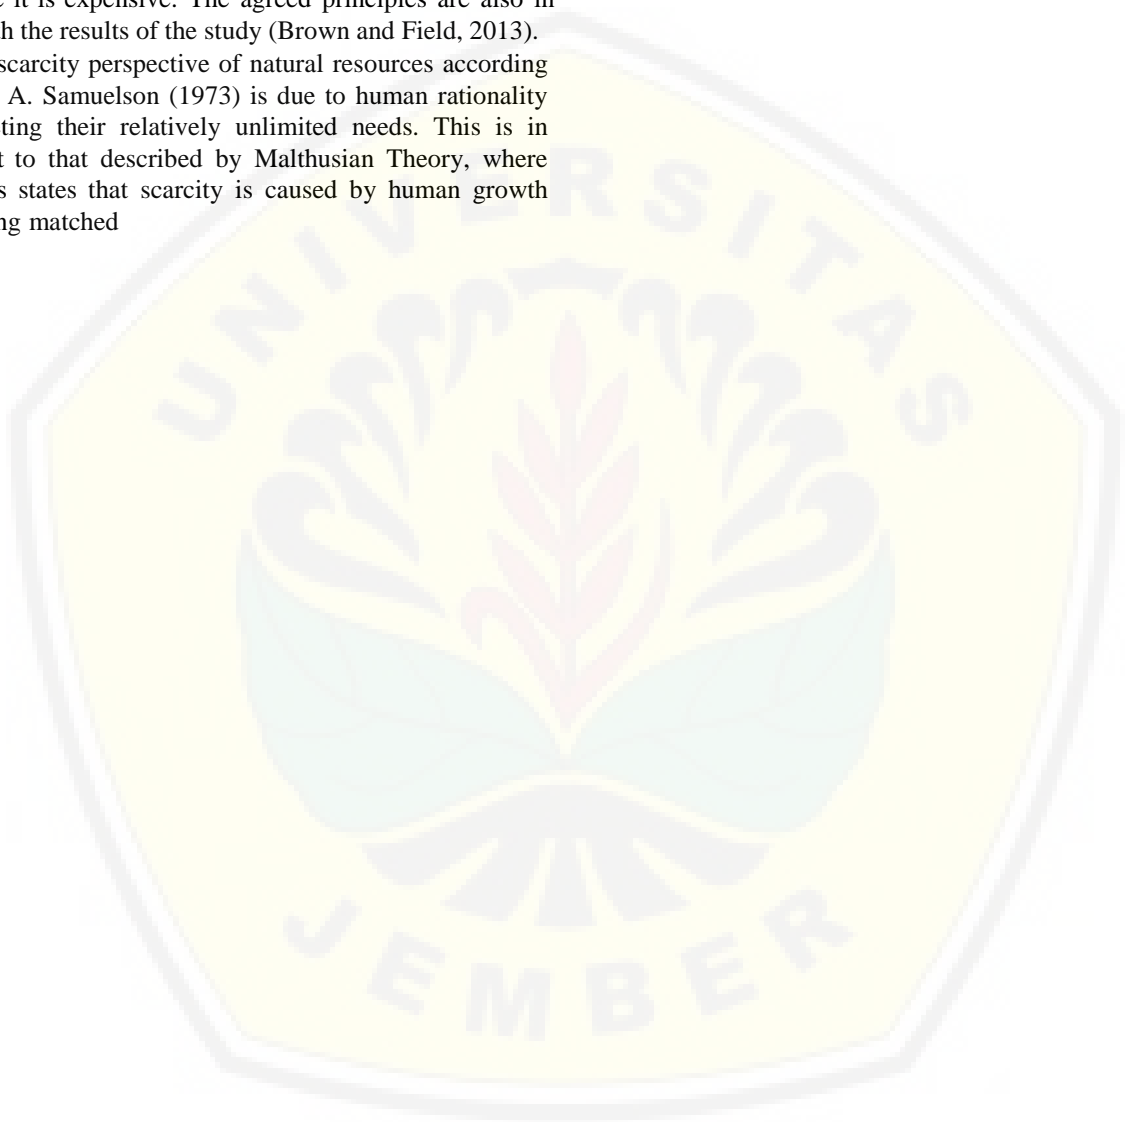 it is expensive. The agreed principles are also in
the results of the study (Brown and Field, 2013).
scarcity perspective of natural resources according
A. Samuelson (1973) is due to human rationality
their relatively unlimited needs. This is in
to that described by Malthusian Theory, where
states that scarcity is caused by human growth
matched
UNIVERSITAS
JEMBER